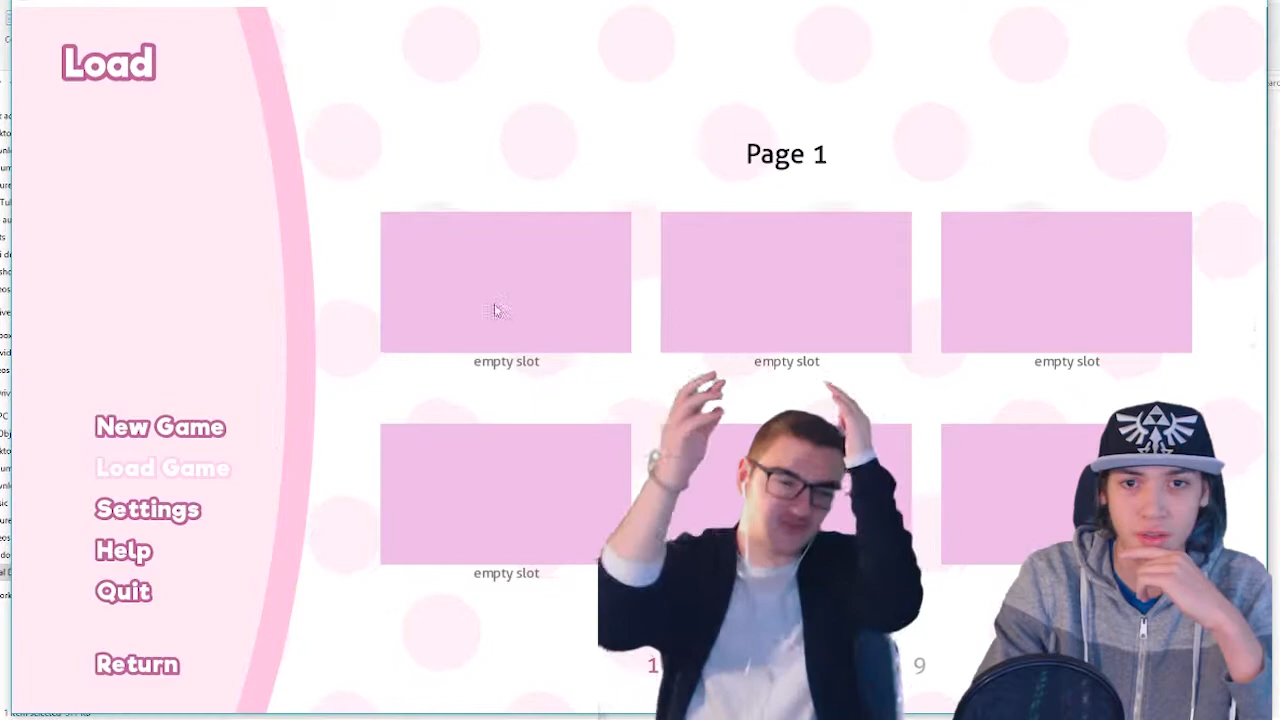 Load
Page 1
empty slot
empty slot
empty slot
New Game
Load Game
Settings
Help
Quit
empty slot
Return
1
9